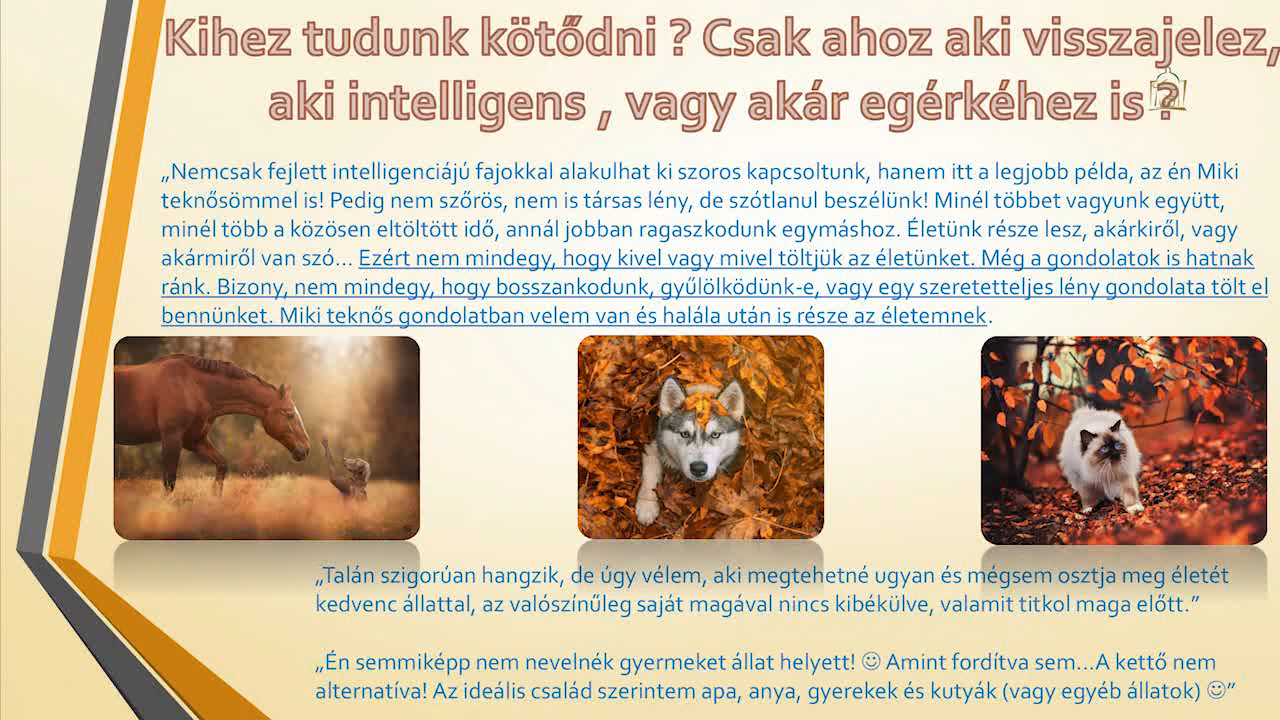 Kihez tudunk kötődni ? Csak ahoz aki visszajelez,
aki intelligens , vagy akár egérkéhez is ?
„Nemcsak fejlett intelligenciájú fajokkal alakulhat ki szoros kapcsoltunk, hanem itt a legjobb példa, az én Miki
teknősömmel is! Pedig nem szőrös, nem is társas lény, de szótlanul beszélünk! Minél többet vagyunk együtt,
minél több a közösen eltöltött idő, annál jobban ragaszkodunk egymáshoz. Életünk része lesz, akárkiről, vagy
akármiről van szó... Ezért nem mindegy, hogy kivel vagy mivel töltjük az életünket. Még a gondolatok is hatnak
ránk. Bizony, nem mindegy, hogy bosszankodunk, gyűlölködünk-e, vagy egy szeretetteljes lény gondolata tölt el
bennünket. Miki teknős gondolatban velem van és halála után is része az életemnek.
„Talán szigorúan hangzik, de úgy vélem, aki megtehetné ugyan és mégsem osztja meg életét
kedvenc állattal, az valószínűleg saját magával nincs kibékülve, valamit titkol maga előtt.”
„Én semmiképp nem nevelnék gyermeket állat helyett! ☺ Amint fordítva sem...A kettő nem
alternatíva! Az ideális család szerintem apa, anya, gyerekek és kutyák (vagy egyéb állatok) ☺”